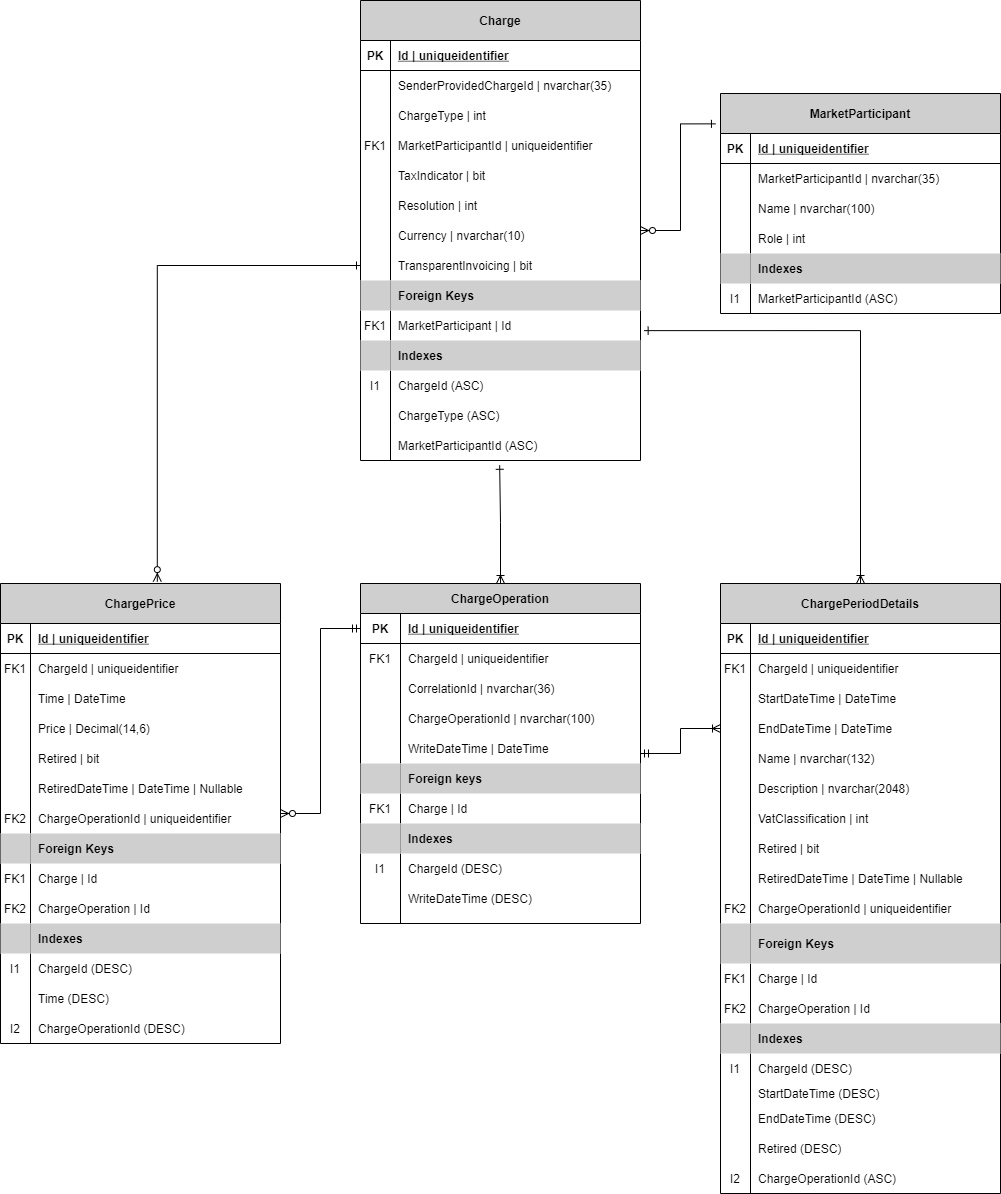 Charge
PK Id | uniqueidentifier
SenderProvidedChargeId | nvarchar(35)
ChargeType | int
FK1 MarketParticipantId | uniqueidentifier
TaxIndicator | bit
Resolution | int
Currency | nvarchar(10)
TransparentInvoicing | bit
Foreign Keys
FK1 MarketParticipant | Id
Indexes
I1 ChargeId (ASC)
ChargeType (ASC)
MarketParticipantId (ASC)
MarketParticipant
PK Id | uniqueidentifier
MarketParticipantId | nvarchar(35)
Name | nvarchar(100)
Role | int
Indexes
I1 MarketParticipantId (ASC)
ChargePrice
PK Id | uniqueidentifier
FK1 ChargeId | uniqueidentifier
Time | DateTime
Price | Decimal(14,6)
Retired | bit
RetiredDateTime | DateTime | Nullable
FK2 ChargeOperationId | uniqueidentifier
Foreign Keys
FK1 Charge | Id
FK2 ChargeOperation | Id
Indexes
I1 ChargeId (DESC)
Time (DESC)
I2 ChargeOperationId (DESC)
ChargeOperation
PK Id | uniqueidentifier
FK1 ChargeId | uniqueidentifier
CorrelationId | nvarchar(36)
ChargeOperationId | nvarchar(100)
WriteDateTime | DateTime
Foreign keys
FK1 Charge | Id
Indexes
I1 ChargeId (DESC)
WriteDateTime (DESC)
ChargePeriodDetails
PK Id | uniqueidentifier
FK1 ChargeId | uniqueidentifier
StartDateTime | DateTime
EndDateTime | DateTime
Name | nvarchar(132)
Description | nvarchar(2048)
VatClassification | int
Retired | bit
RetiredDateTime | DateTime | Nullable
FK2 ChargeOperationId | uniqueidentifier
Foreign Keys
FK1 Charge | Id
FK2 ChargeOperation | Id
Indexes
I1 ChargeId (DESC)
StartDateTime (DESC)
EndDateTime (DESC)
Retired (DESC)
I2 ChargeOperationId (ASC)